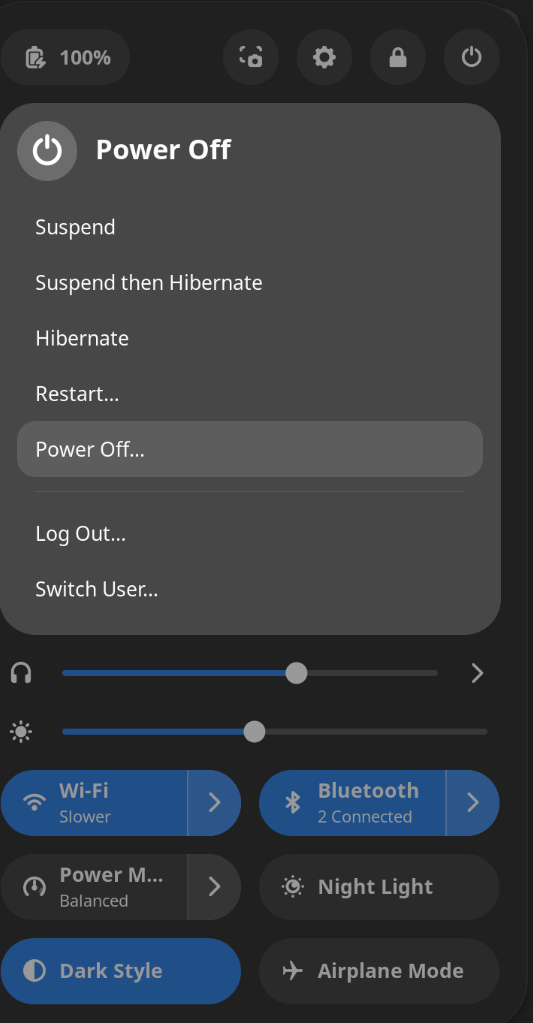 100%
Power Off
Suspend
Suspend then Hibernate
Hibernate
Restart...
Power Off...
Log Out...
Switch User...
Wi-Fi
Slower
Bluetooth
2 Connected
Power M...
Balanced
Night Light
Dark Style
Airplane Mode